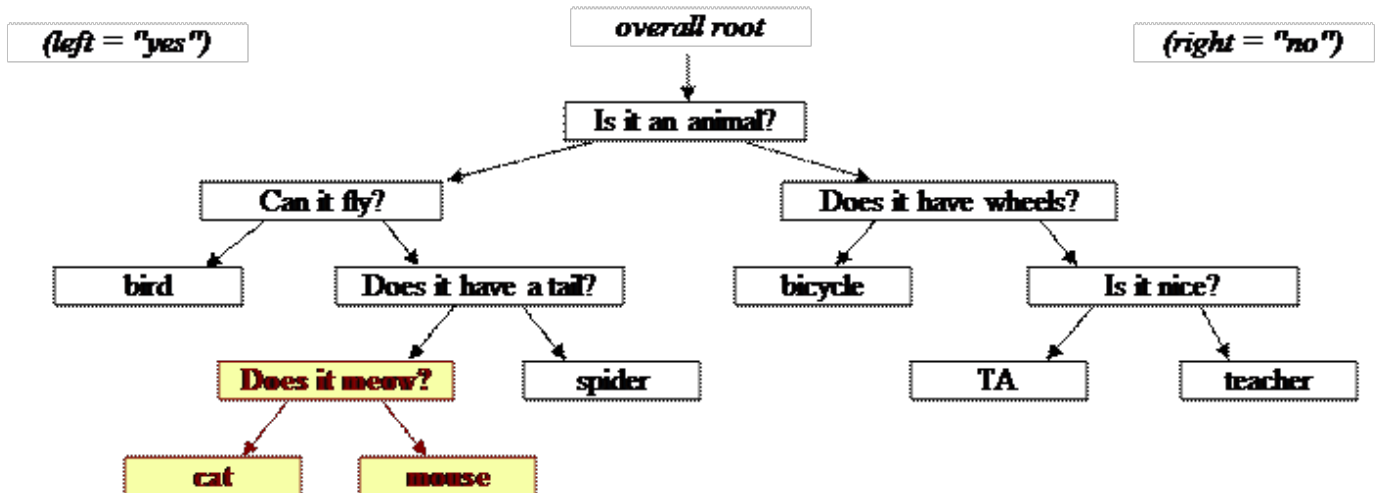 (left = "yes")
overall root
(right = "no")
Is it an animal?
Can it fly?
Does it have wheels?
bird
Does it have a tail?
bicycle
Is it nice?
Does it meow?
spider
TA
teacher
cat
mouse